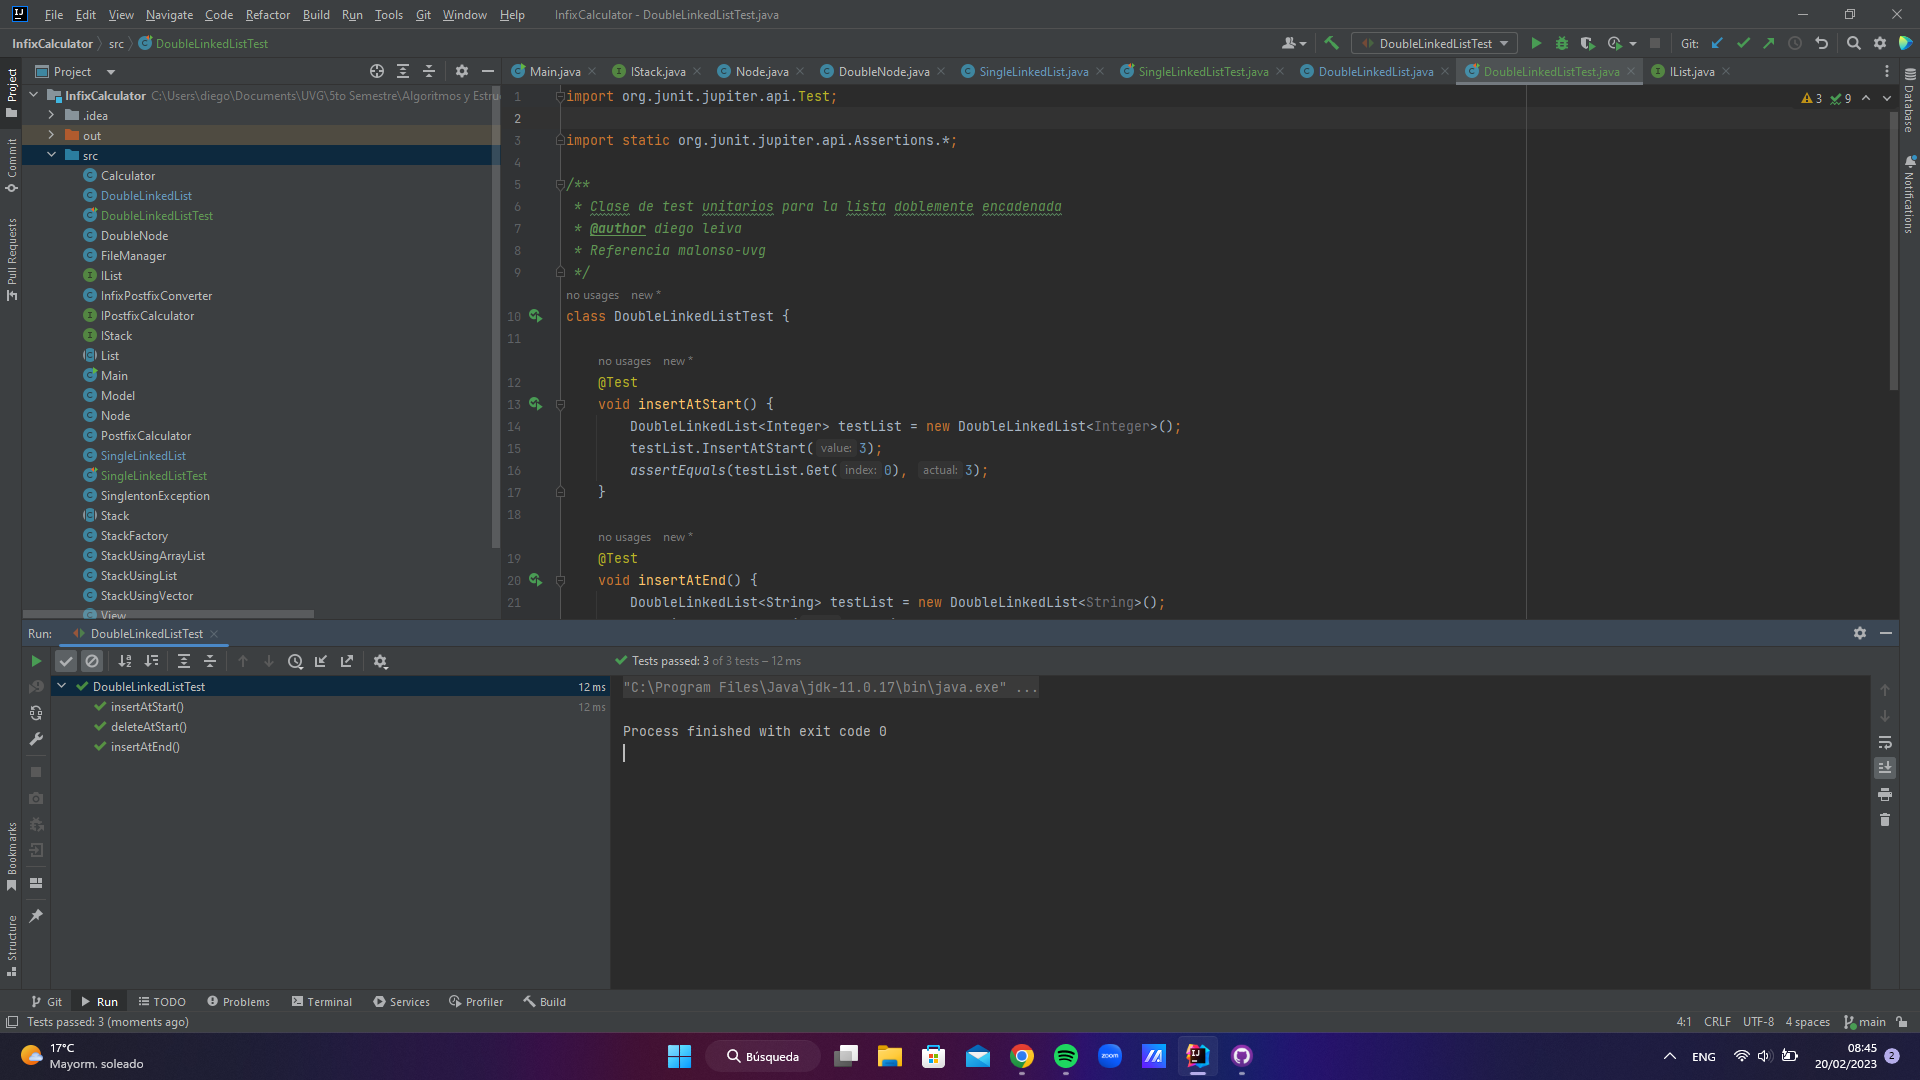 File Edit View Navigate Code Refactor Build Run Tools Git Window Help InfixCalculator - DoubleLinkedListTest.java
InfixCalculator src DoubleLinkedListTest DoubleLinkedListTest Git:
Project
Main.java IStack.java Node.java DoubleNode.java SingleLinkedList.java SingleLinkedListTest.java DoubleLinkedList.java DoubleLinkedListTest.java IList.java
Project
Commit
Pull Requests
Bookmarks
Structure
InfixCalculator C:\Users\diego\Documents\UVG\5to Semestre\Algoritmos y Estru
.idea
out
src
Calculator
DoubleLinkedList
DoubleLinkedListTest
DoubleNode
FileManager
IList
InfixPostfixConverter
IPostfixCalculator
IStack
List
Main
Model
Node
PostfixCalculator
SingleLinkedList
SingleLinkedListTest
SinglentonException
Stack
StackFactory
StackUsingArrayList
StackUsingList
StackUsingVector
View
3 9
1 import org.junit.jupiter.api.Test;
2
3 import static org.junit.jupiter.api.Assertions.*;
4
5 /**
6 * Clase de test unitarios para la lista doblemente encadenada
7 * @author diego leiva
8 * Referencia malonso-uvg
9 */
no usages new *
10 class DoubleLinkedListTest {
11
no usages new *
12 @Test
13 void insertAtStart() {
14 DoubleLinkedList<Integer> testList = new DoubleLinkedList<Integer>();
15 testList.InsertAtStart( value: 3);
16 assertEquals(testList.Get( index: 0), actual: 3);
17 }
18
no usages new *
19 @Test
20 void insertAtEnd() {
21 DoubleLinkedList<String> testList = new DoubleLinkedList<String>();
Database
Notifications
Run: DoubleLinkedListTest
Tests passed: 3 of 3 tests – 12 ms
DoubleLinkedListTest 12 ms
insertAtStart() 12 ms
deleteAtStart()
insertAtEnd()
"C:\Program Files\Java\jdk-11.0.17\bin\java.exe" ...
Process finished with exit code 0
Git Run TODO Problems Terminal Services Profiler Build
Tests passed: 3 (moments ago) 4:1 CRLF UTF-8 4 spaces main
17°C
Mayorm. soleado
Búsqueda
zoom
ENG
08:45
20/02/2023
2